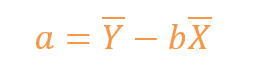 a = Y̅ − bX̅